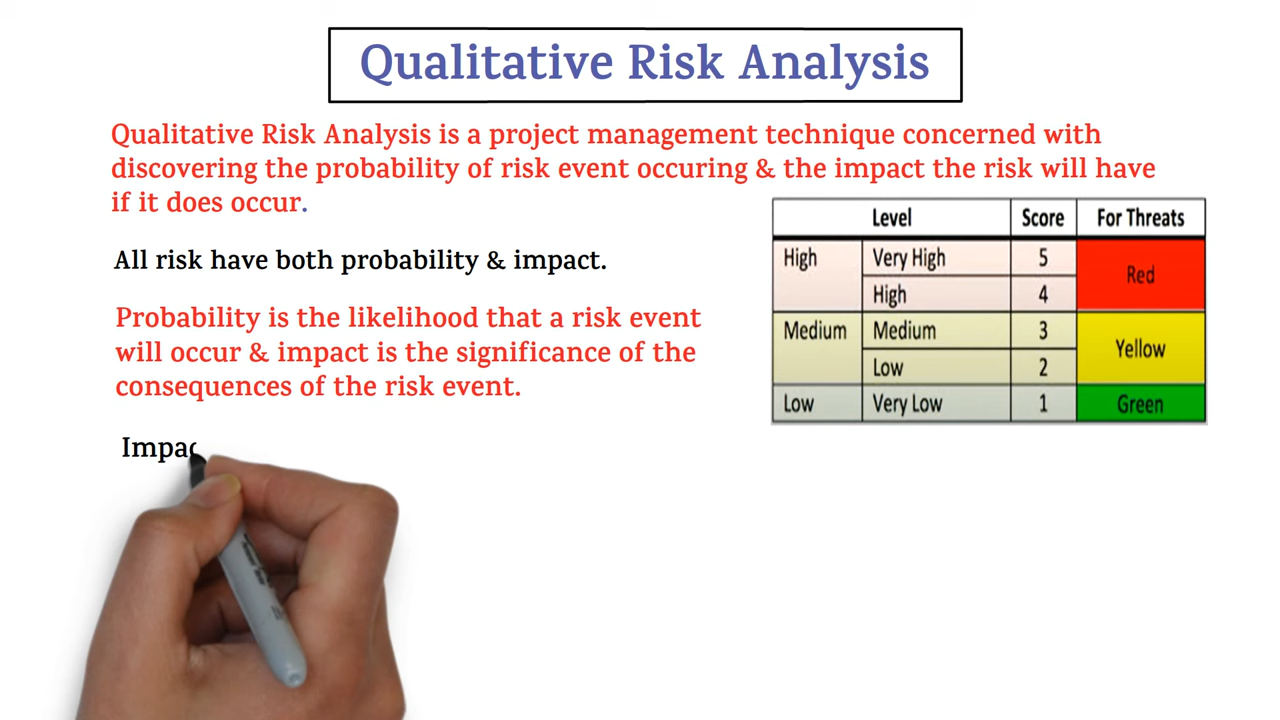 Qualitative Risk Analysis
Qualitative Risk Analysis is a project management technique concerned with
discovering the probability of risk event occuring & the impact the risk will have
if it does occur.
All risk have both probability & impact.
Probability is the likelihood that a risk event
will occur & impact is the significance of the
consequences of the risk event.
Impac
Level Score For Threats
High Very High 5 Red
High 4
Medium Medium 3 Yellow
Low 2
Low Very Low 1 Green